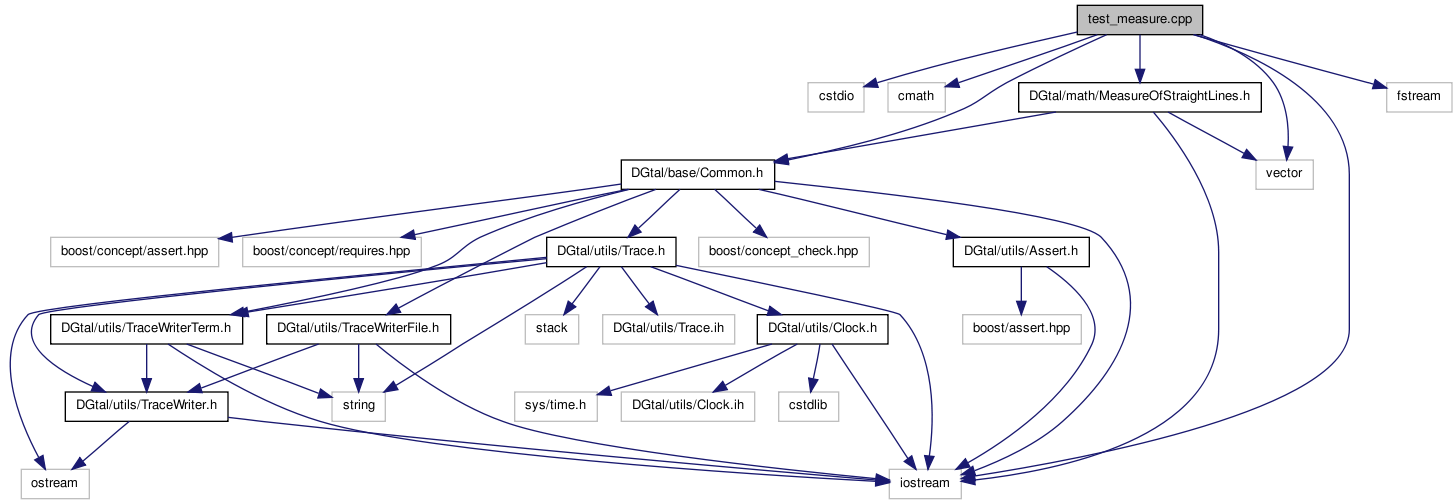 test_measure.cpp
cstdio
cmath
DGtal/math/MeasureOfStraightLines.h
fstream
DGtal/base/Common.h
vector
boost/concept/assert.hpp
boost/concept/requires.hpp
DGtal/utils/Trace.h
boost/concept_check.hpp
DGtal/utils/Assert.h
DGtal/utils/TraceWriterTerm.h
DGtal/utils/TraceWriterFile.h
stack
DGtal/utils/Trace.ih
DGtal/utils/Clock.h
boost/assert.hpp
DGtal/utils/TraceWriter.h
string
sys/time.h
DGtal/utils/Clock.ih
cstdlib
ostream
iostream